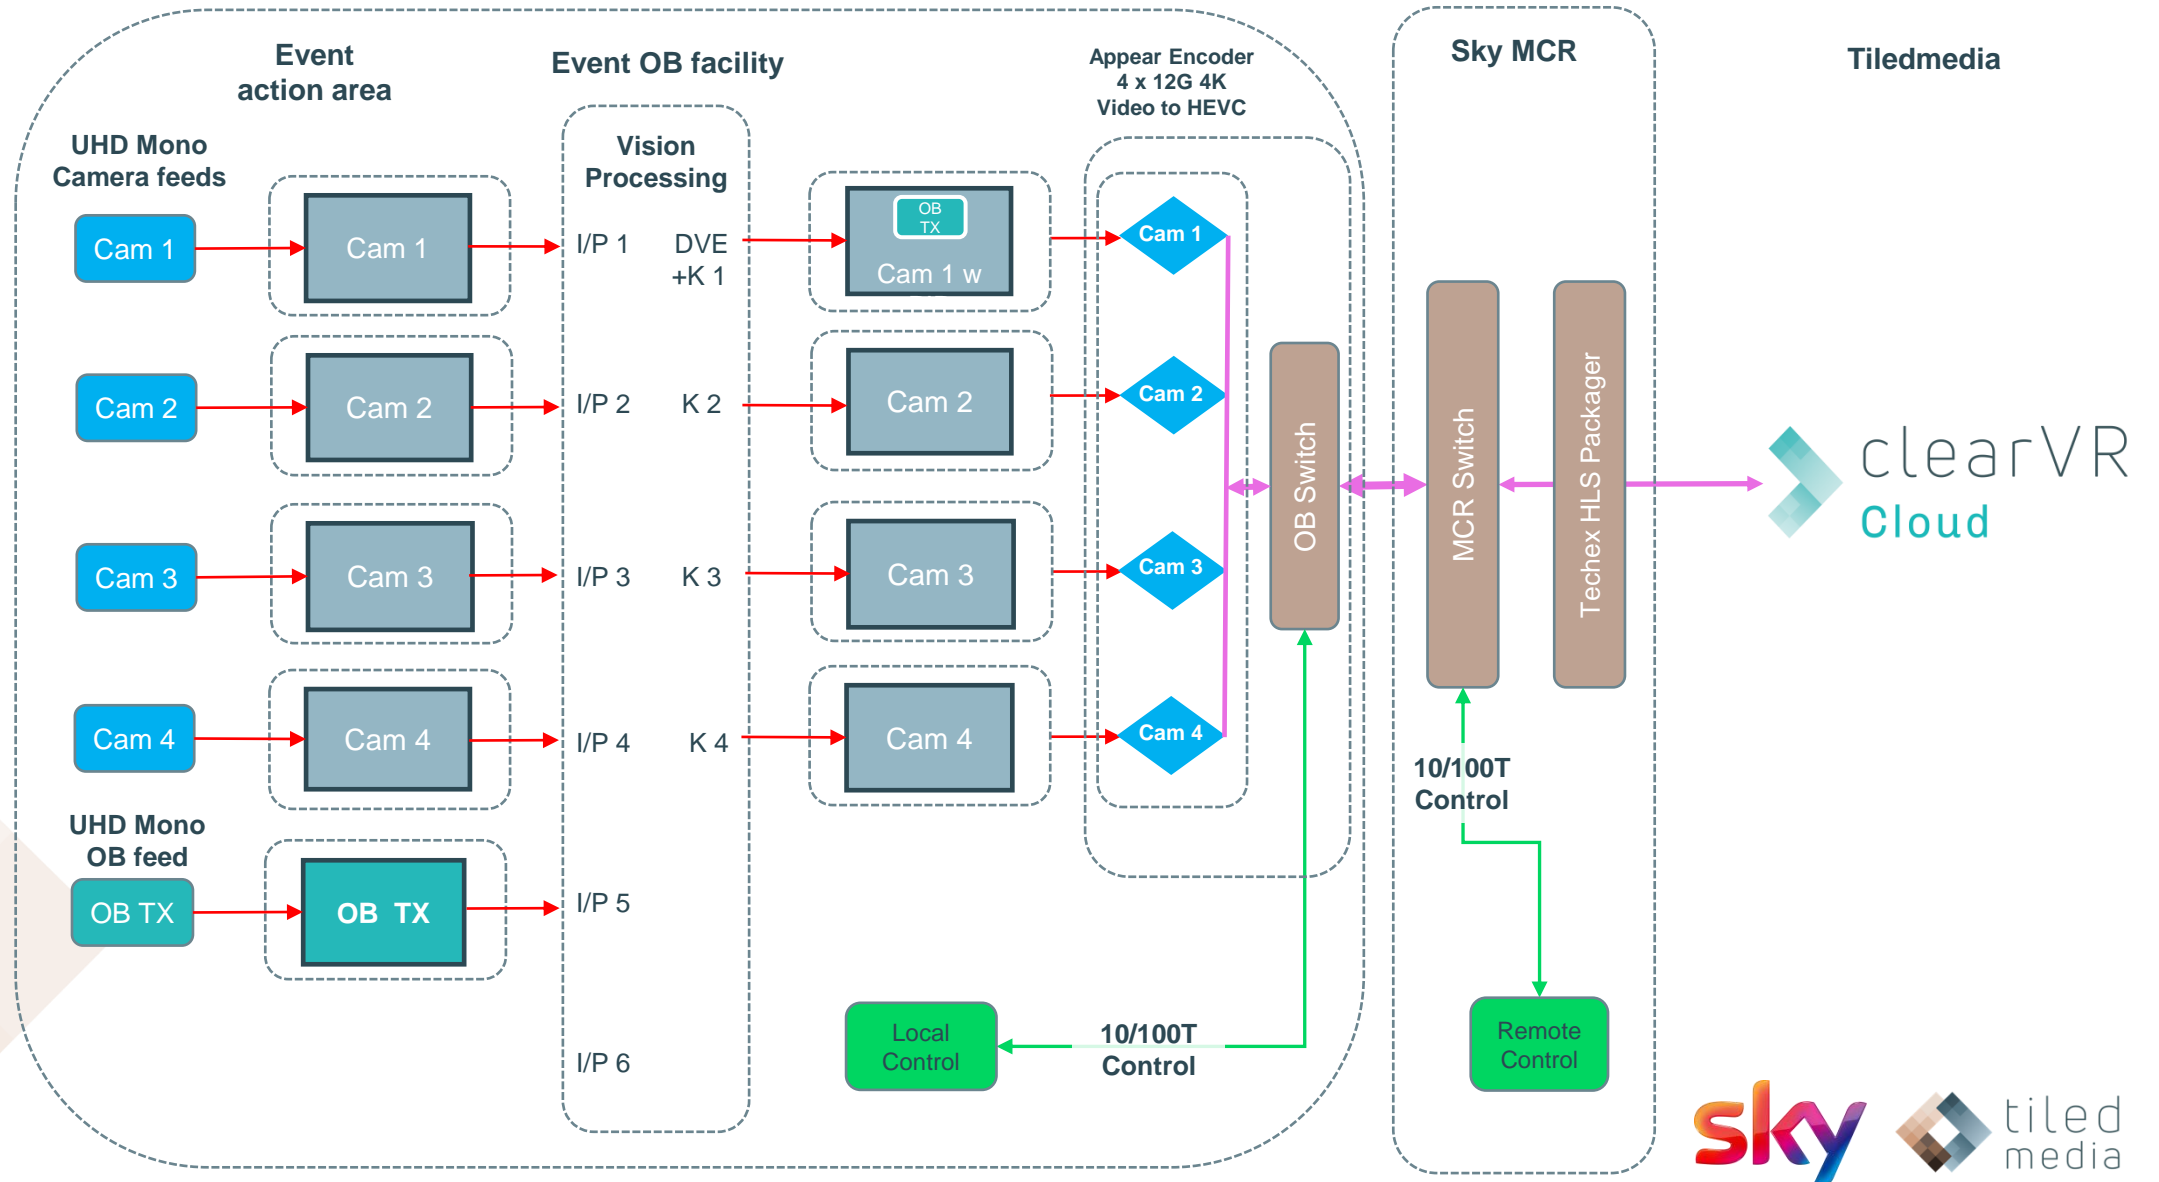 Event
action area
Event OB facility
Appear Encoder
4 x 12G 4K
Video to HEVC
Sky MCR
Tiledmedia
UHD Mono
Camera feeds
Vision
Processing
Cam 1
Cam 1
I/P 1
DVE
+K 1
OB
TX
Cam 1 w
Cam 1
Cam 2
Cam 2
I/P 2
K 2
Cam 2
Cam 2
Cam 3
Cam 3
I/P 3
K 3
Cam 3
Cam 3
Cam 4
Cam 4
I/P 4
K 4
Cam 4
Cam 4
OB Switch
MCR Switch
Techex HLS Packager
clearVR
Cloud
UHD Mono
OB feed
OB TX
OB TX
I/P 5
I/P 6
10/100T
Control
Local
Control
10/100T
Control
Remote
Control
sky
tiled
media